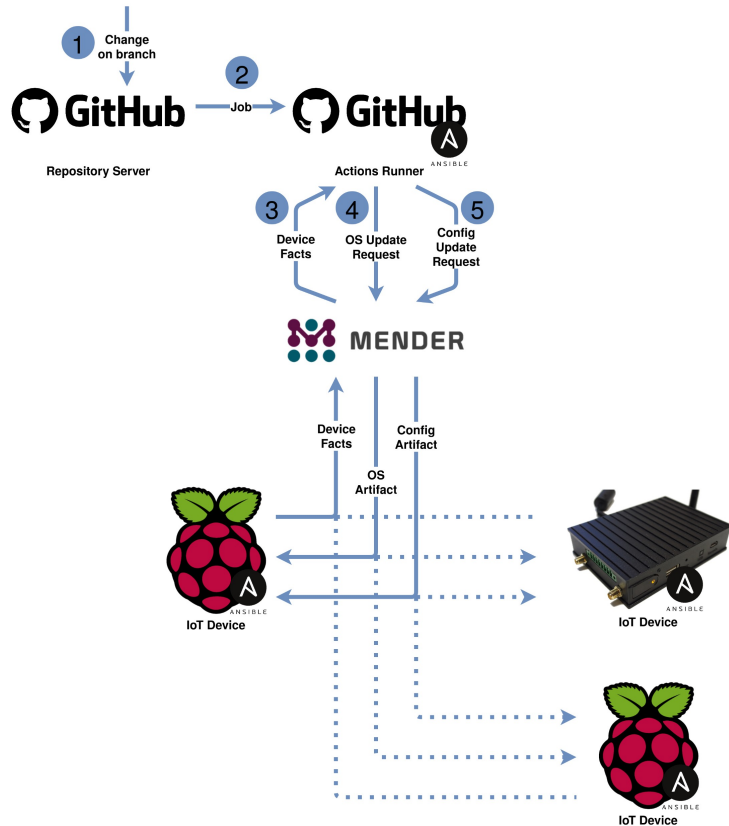 1
Change
on branch
2
Job
GitHub
GitHub
ANSIBLE
Repository Server
Actions Runner
3
4
5
Device
Facts
OS Update
Request
Config
Update
Request
MENDER
Device
Facts
Config
Artifact
OS
Artifact
ANSIBLE
IoT Device
ANSIBLE
IoT Device
ANSIBLE
IoT Device